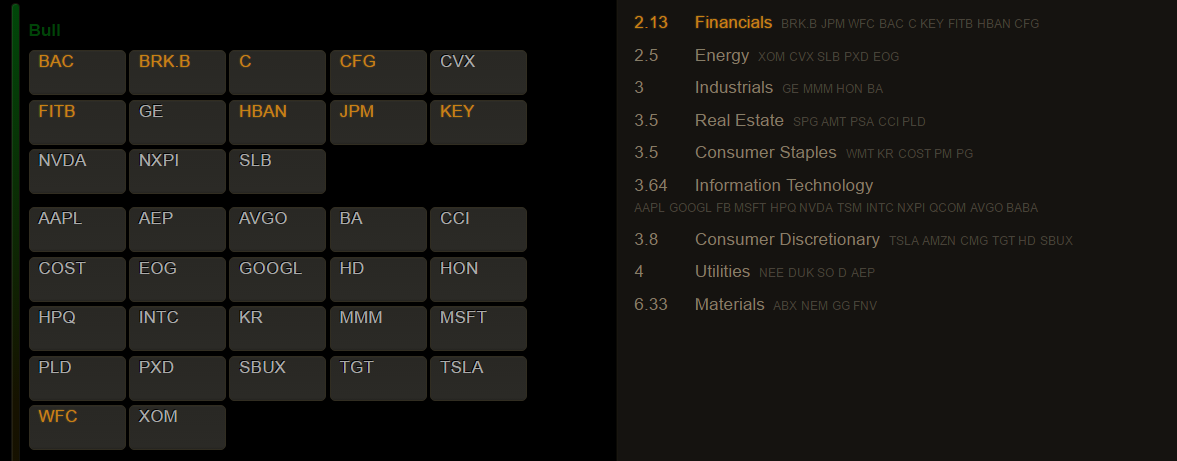 Bull
BAC BRK.B C CFG CVX
FITB GE HBAN JPM KEY
NVDA NXPI SLB
AAPL AEP AVGO BA CCI
COST EOG GOOGL HD HON
HPQ INTC KR MMM MSFT
PLD PXD SBUX TGT TSLA
WFC XOM
2.13 Financials BRK.B JPM WFC BAC C KEY FITB HBAN CFG
2.5 Energy XOM CVX SLB PXD EOG
3 Industrials GE MMM HON BA
3.5 Real Estate SPG AMT PSA CCI PLD
3.5 Consumer Staples WMT KR COST PM PG
3.64 Information Technology
AAPL GOOGL FB MSFT HPQ NVDA TSM INTC NXPI QCOM AVGO BABA
3.8 Consumer Discretionary TSLA AMZN CMG TGT HD SBUX
4 Utilities NEE DUK SO D AEP
6.33 Materials ABX NEM GG FNV